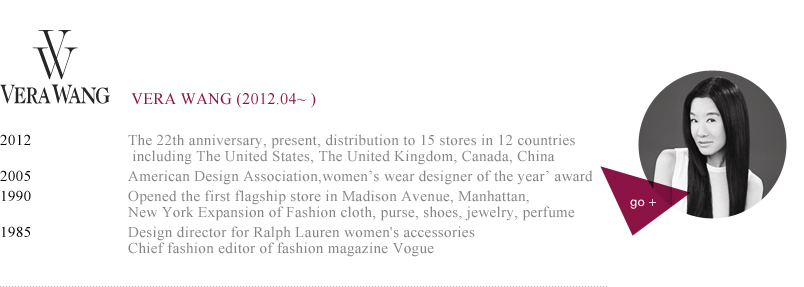 VW
VERA WANG
VERA WANG (2012.04~ )
2012
The 22th anniversary, present, distribution to 15 stores in 12 countries
including The United States, The United Kingdom, Canada, China
2005
American Design Association,women’s wear designer of the year’ award
1990
Opened the first flagship store in Madison Avenue, Manhattan,
New York Expansion of Fashion cloth, purse, shoes, jewelry, perfume
1985
Design director for Ralph Lauren women's accessories
Chief fashion editor of fashion magazine Vogue
go +